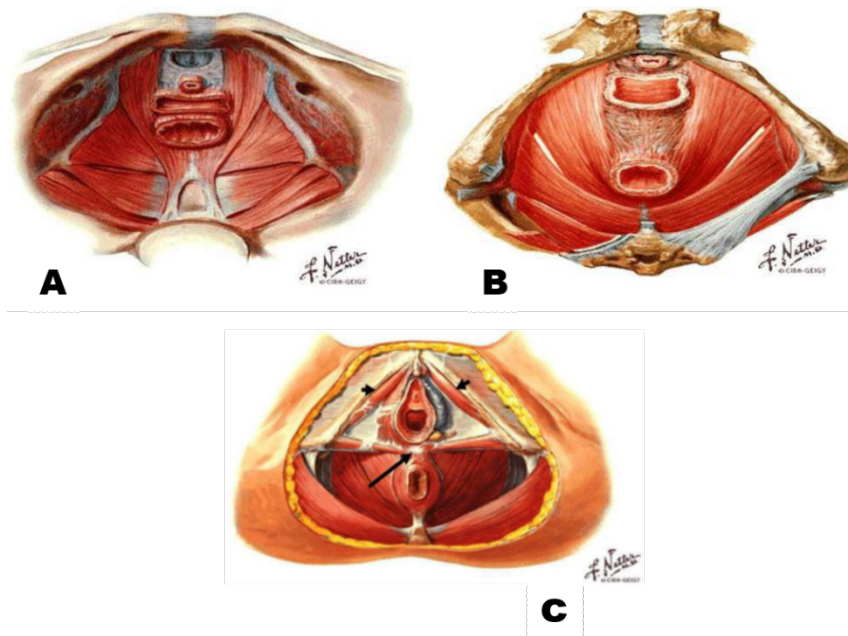 F. Netter
M.D.
© CIBA-GEIGY
A
F. Netter
M.D.
© CIBA-GEIGY
B
F. Netter
M.D.
© CIBA-GEIGY
C